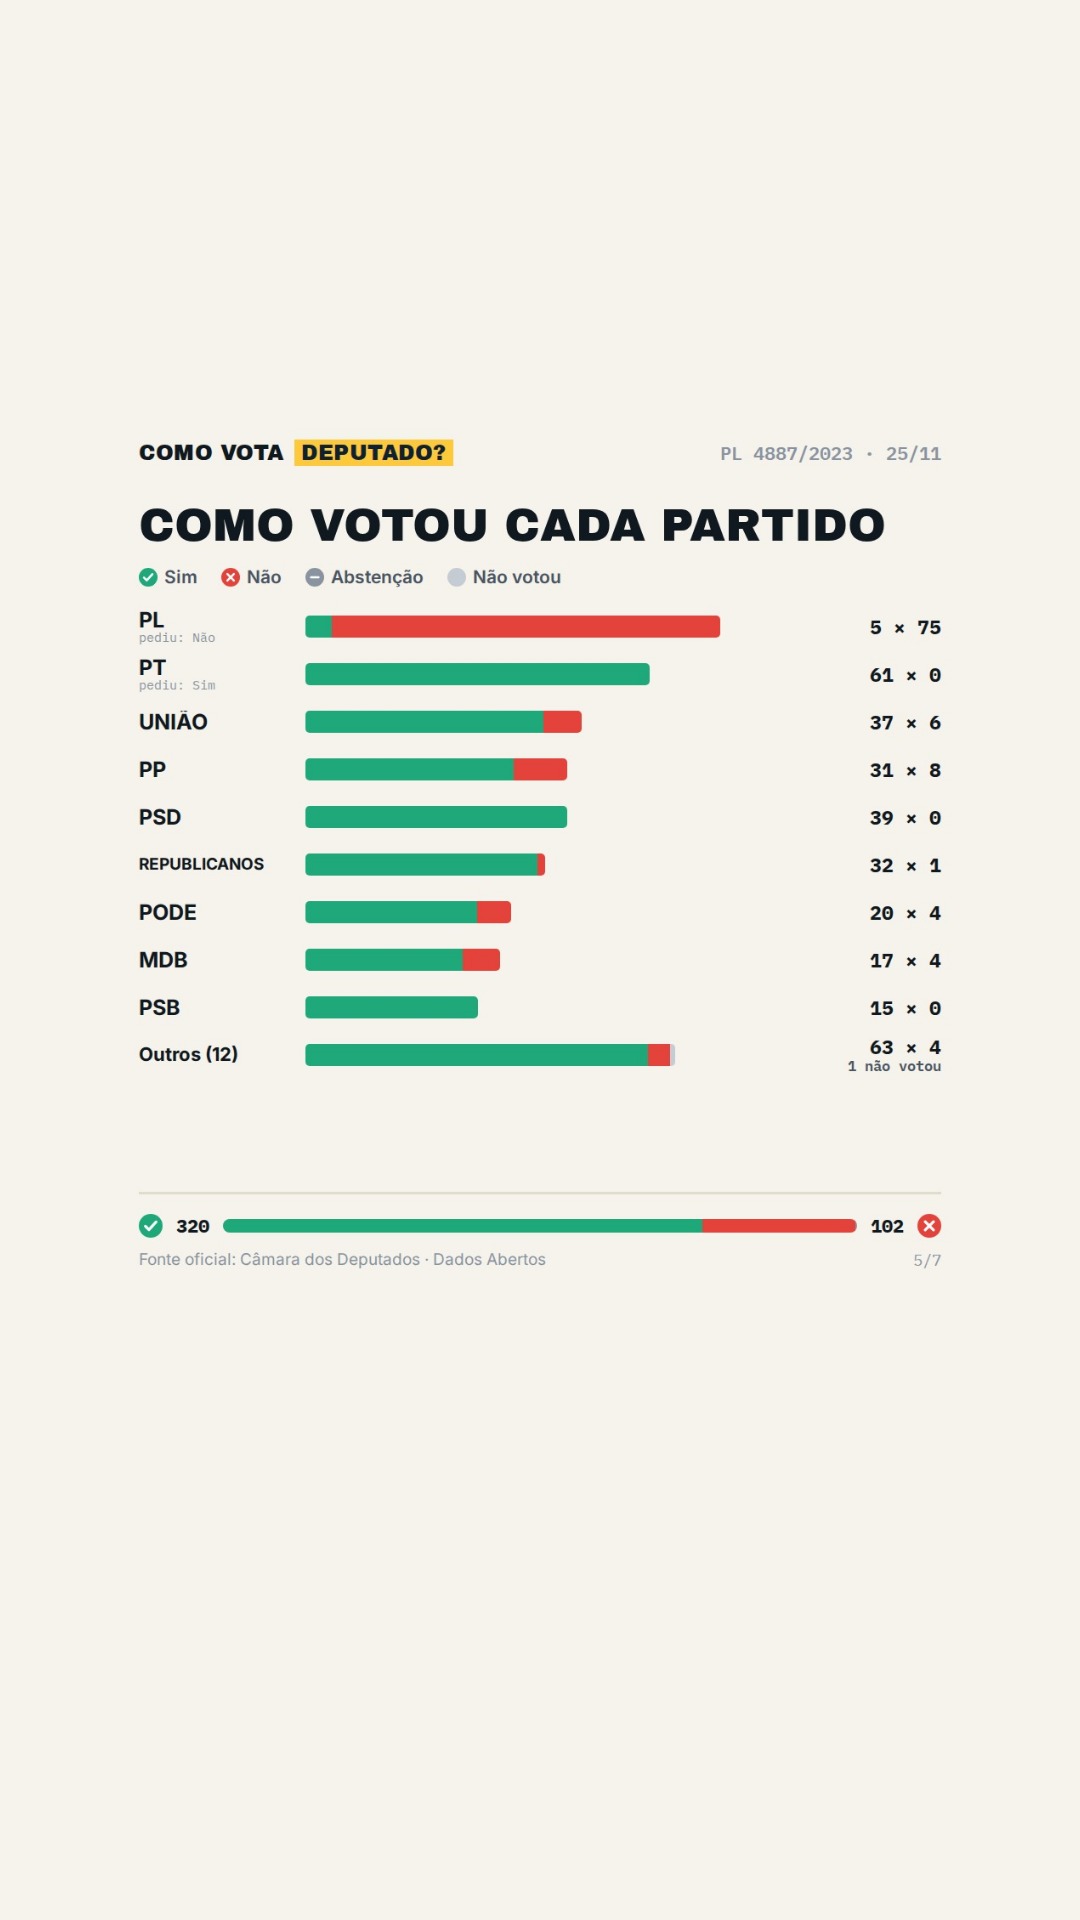 COMO VOTA DEPUTADO?
PL 4887/2023 · 25/11
COMO VOTOU CADA PARTIDO
Sim Não Abstenção Não votou
PL 5 × 75
pediu: Não
PT 61 × 0
pediu: Sim
UNIÃO 37 × 6
PP 31 × 8
PSD 39 × 0
REPUBLICANOS 32 × 1
PODE 20 × 4
MDB 17 × 4
PSB 15 × 0
Outros (12) 63 × 4
1 não votou
320 102
Fonte oficial: Câmara dos Deputados · Dados Abertos 5/7